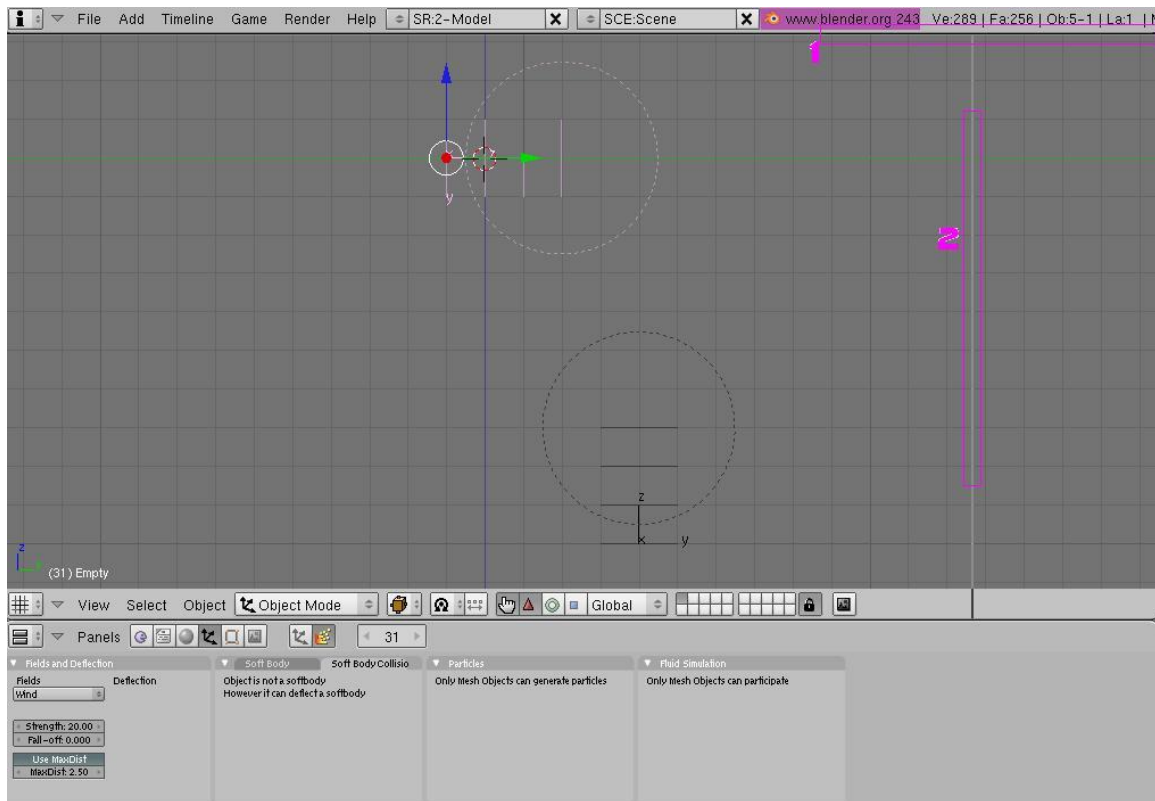 File Add Timeline Game Render Help SR:2-Model SCE:Scene www.blender.org 243 Ve:289 | Fa:256 | Ob:5-1 | La:1 |
1
y
2
z
x y
z
(31) Empty
View Select Object Object Mode Global
Panels 31
Fields and Deflection Soft Body Soft Body Collisio Particles Fluid Simulation
Fields Deflection Object is not a softbody Only Mesh Objects can generate particles Only Mesh Objects can participate
Wind However it can deflect a softbody
Strength: 20.00
Fall-off: 0.000
Use MaxDist
MaxDist: 2.50